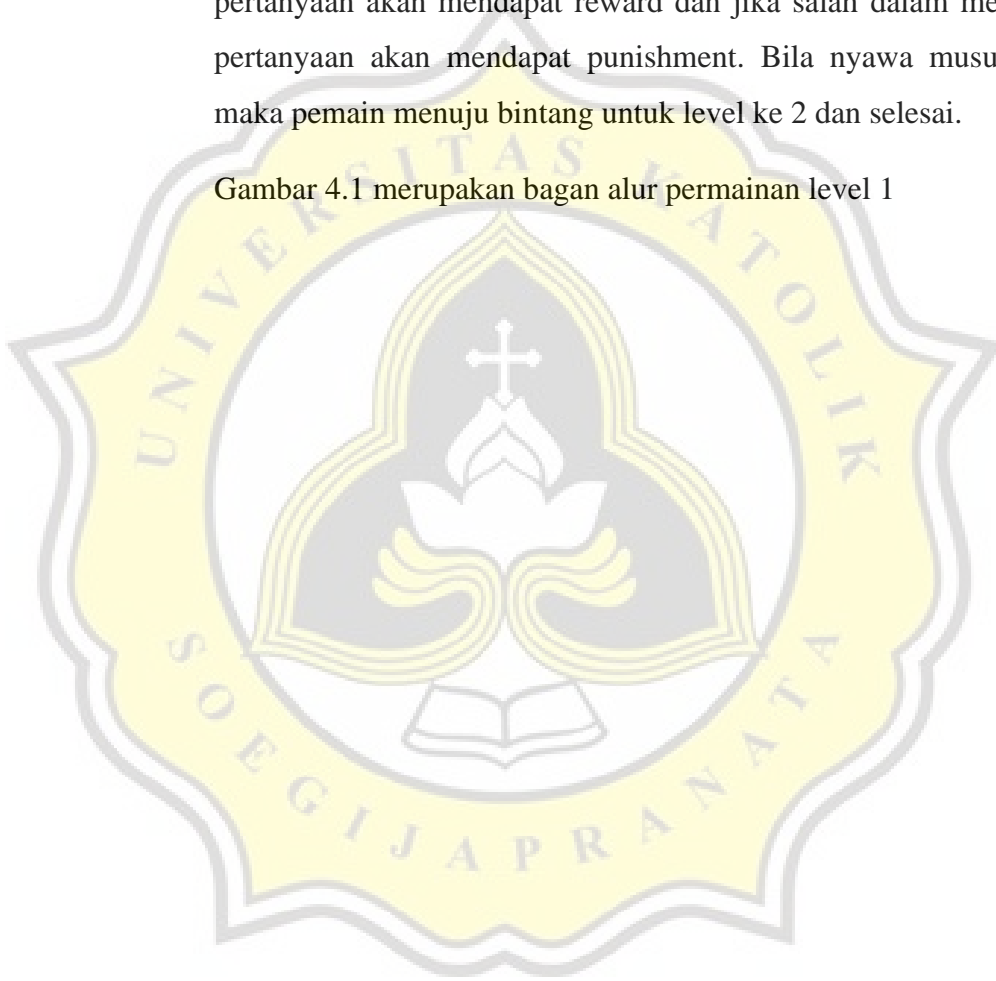 pertanyaan akan mendapat reward dan jika salah dalam me
pertanyaan akan mendapat punishment. Bila nyawa musu
maka pemain menuju bintang untuk level ke 2 dan selesai.
Gambar 4.1 merupakan bagan alur permainan level 1
UNIVERSITAS KATOLIK
SOEGIJAPRANATA